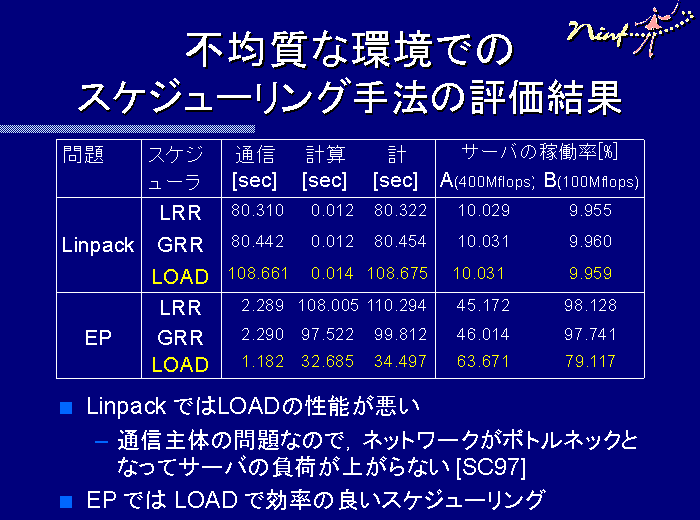 Ninf
不均質な環境での
スケジューリング手法の評価結果
問題 スケジューラ 通信[sec] 計算[sec] 計[sec] サーバの稼働率[%]
A(400Mflops) B(100Mflops)
Linpack LRR 80.310 0.012 80.322 10.029 9.955
GRR 80.442 0.012 80.454 10.031 9.960
LOAD 108.661 0.014 108.675 10.031 9.959
EP LRR 2.289 108.005 110.294 45.172 98.128
GRR 2.290 97.522 99.812 46.014 97.741
LOAD 1.182 32.685 34.497 63.671 79.117
■ LinpackではLOADの性能が悪い
– 通信主体の問題なので，ネットワークがボトルネックと
なってサーバの負荷が上がらない [SC97]
■ EP では LOAD で効率の良いスケジューリング